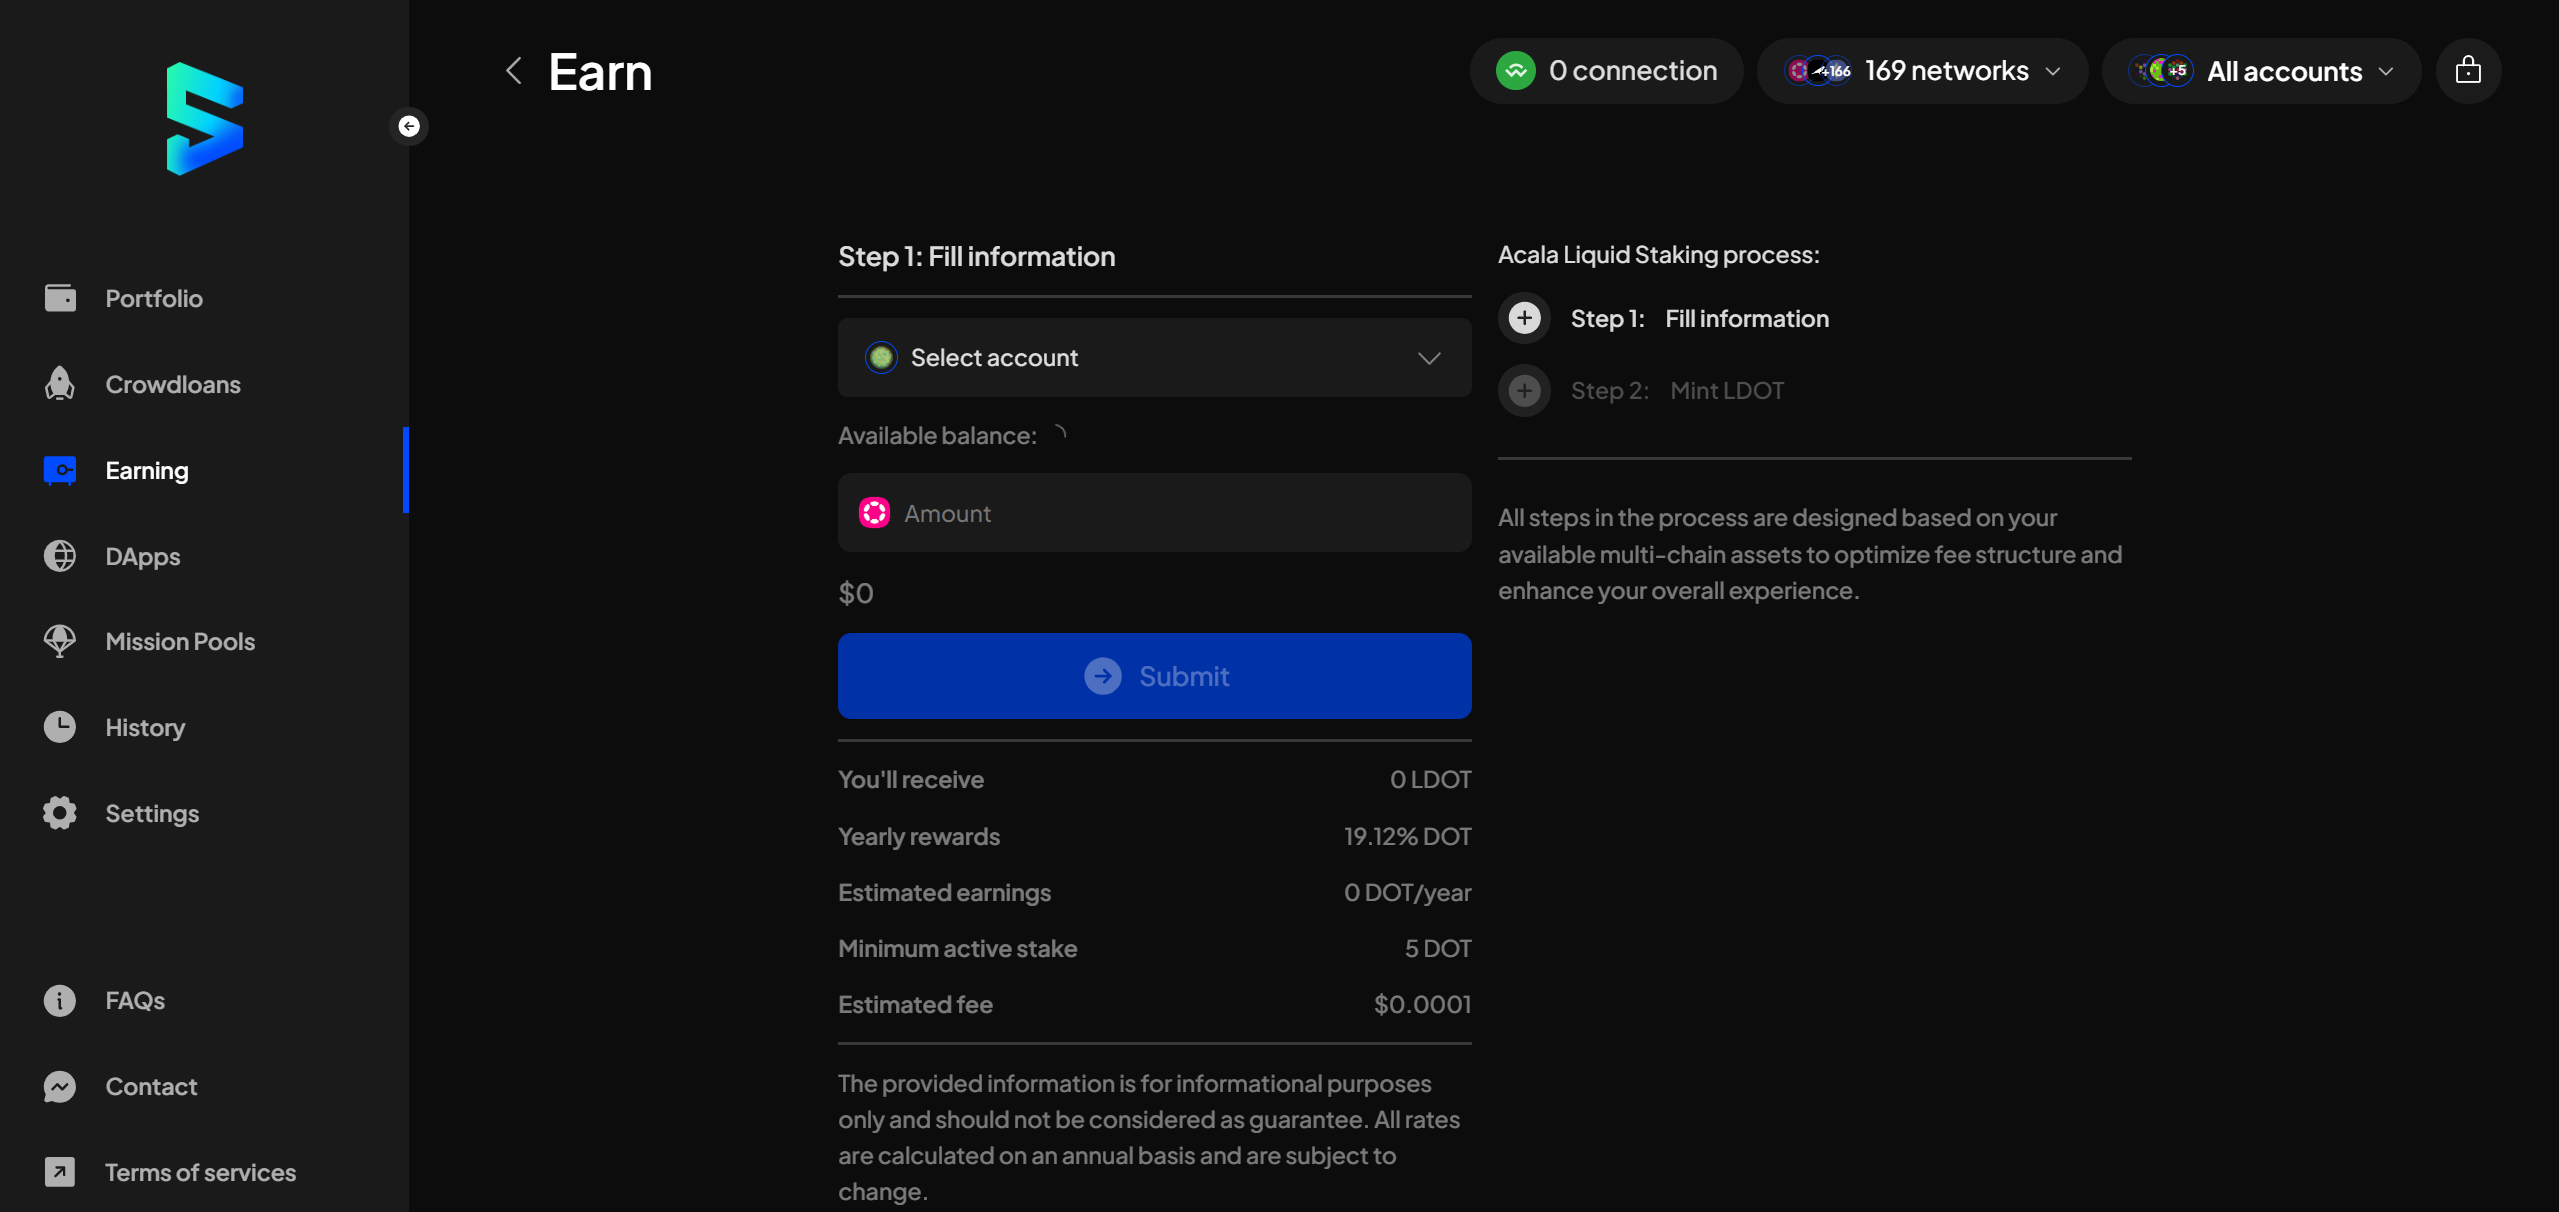 Earn
0 connection
+166
169 networks
+5
All accounts
Portfolio
Crowdloans
Earning
DApps
Mission Pools
History
Settings
FAQs
Contact
Terms of services
Step 1: Fill information
Select account
Available balance:
Amount
$0
Submit
You'll receive
0 LDOT
Yearly rewards
19.12% DOT
Estimated earnings
0 DOT/year
Minimum active stake
5 DOT
Estimated fee
$0.0001
The provided information is for informational purposes
only and should not be considered as guarantee. All rates
are calculated on an annual basis and are subject to
change.
Acala Liquid Staking process:
Step 1: Fill information
Step 2: Mint LDOT
All steps in the process are designed based on your
available multi-chain assets to optimize fee structure and
enhance your overall experience.